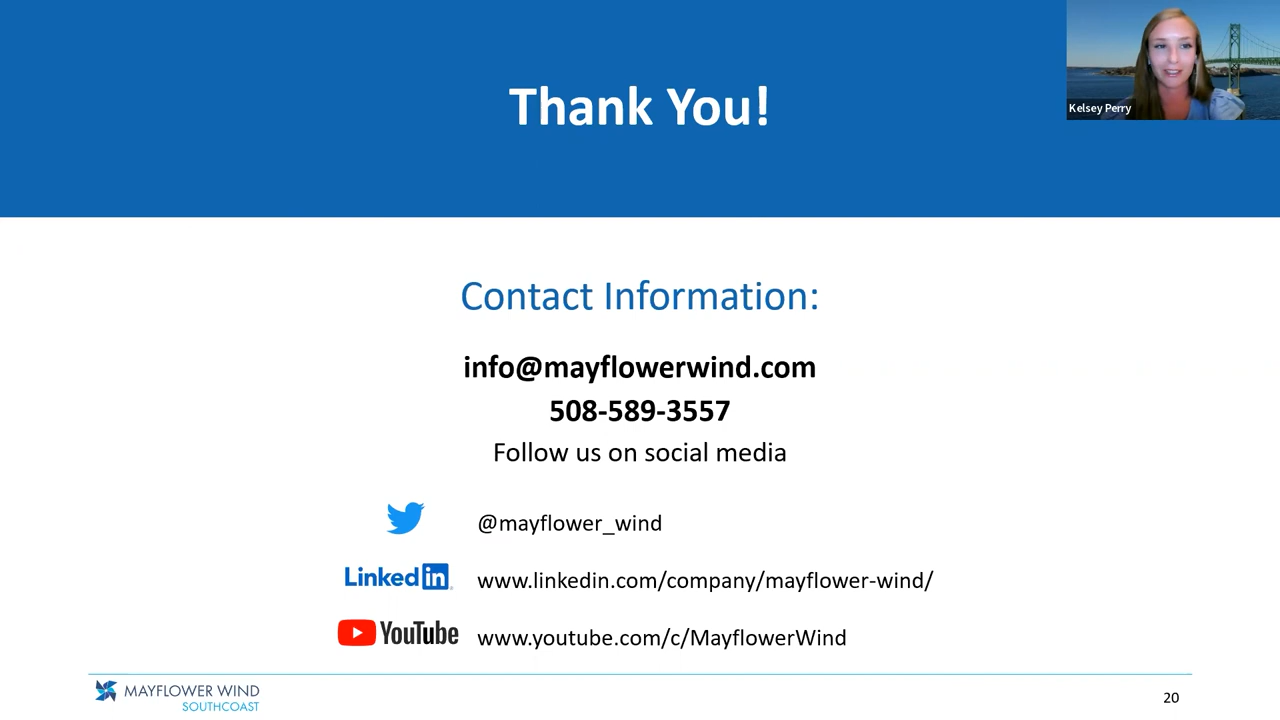 Thank You!
Kelsey Perry
Contact Information:
info@mayflowerwind.com
508-589-3557
Follow us on social media
@mayflower_wind
LinkedIn
www.linkedin.com/company/mayflower-wind/
YouTube
www.youtube.com/c/MayflowerWind
MAYFLOWER WIND
SOUTHCOAST
20